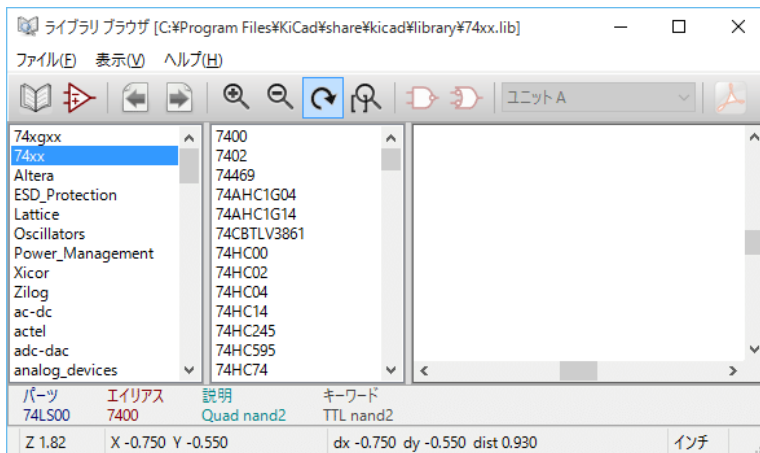 ライブラリ ブラウザ [C:¥Program Files¥KiCad¥share¥kicad¥library¥74xx.lib]
ファイル(F) 表示(V) ヘルプ(H)
ユニット A
74xgxx
74xx
Altera
ESD_Protection
Lattice
Oscillators
Power_Management
Xicor
Zilog
ac-dc
actel
adc-dac
analog_devices
7400
7402
74469
74AHC1G04
74AHC1G14
74CBTLV3861
74HC00
74HC02
74HC04
74HC14
74HC245
74HC595
74HC74
パーツ エイリアス 説明 キーワード
74LS00 7400 Quad nand2 TTL nand2
Z 1.82 X -0.750 Y -0.550 dx -0.750 dy -0.550 dist 0.930 インチ